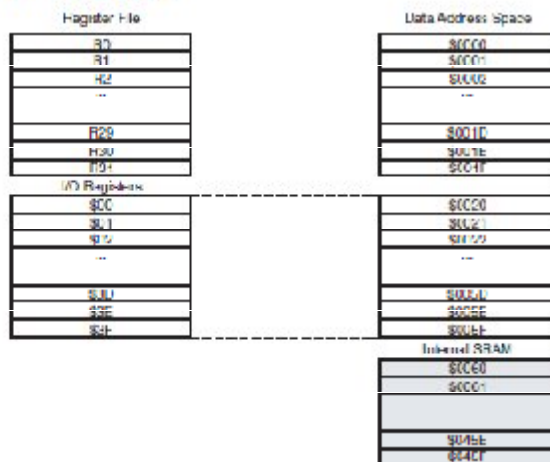 Register File
Data Address Space
R0
$0000
R1
$0001
R2
$0002
...
...
R29
$001D
R30
$001E
R31
$001F
I/O Registers
$00
$0020
$01
$0021
$02
$0022
...
...
$3D
$005D
$3E
$005E
$3F
$005F
Internal SRAM
$0060
$0061
$045E
$045F